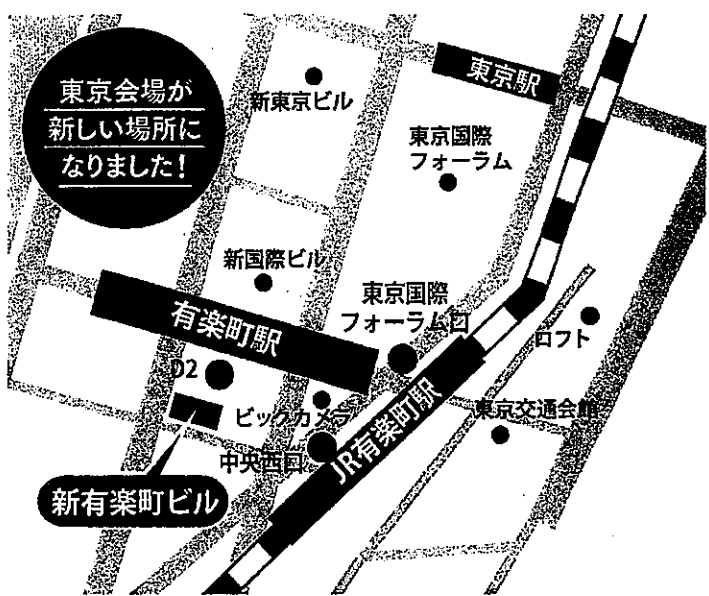 東京会場が
新しい場所に
なりました!
新東京ビル
東京駅
東京国際
フォーラム
新国際ビル
東京国際
フォーラム口
有楽町駅
ロフト
D2
ビックカメラ
東京交通会館
JR有楽町駅
中央西口
新有楽町ビル